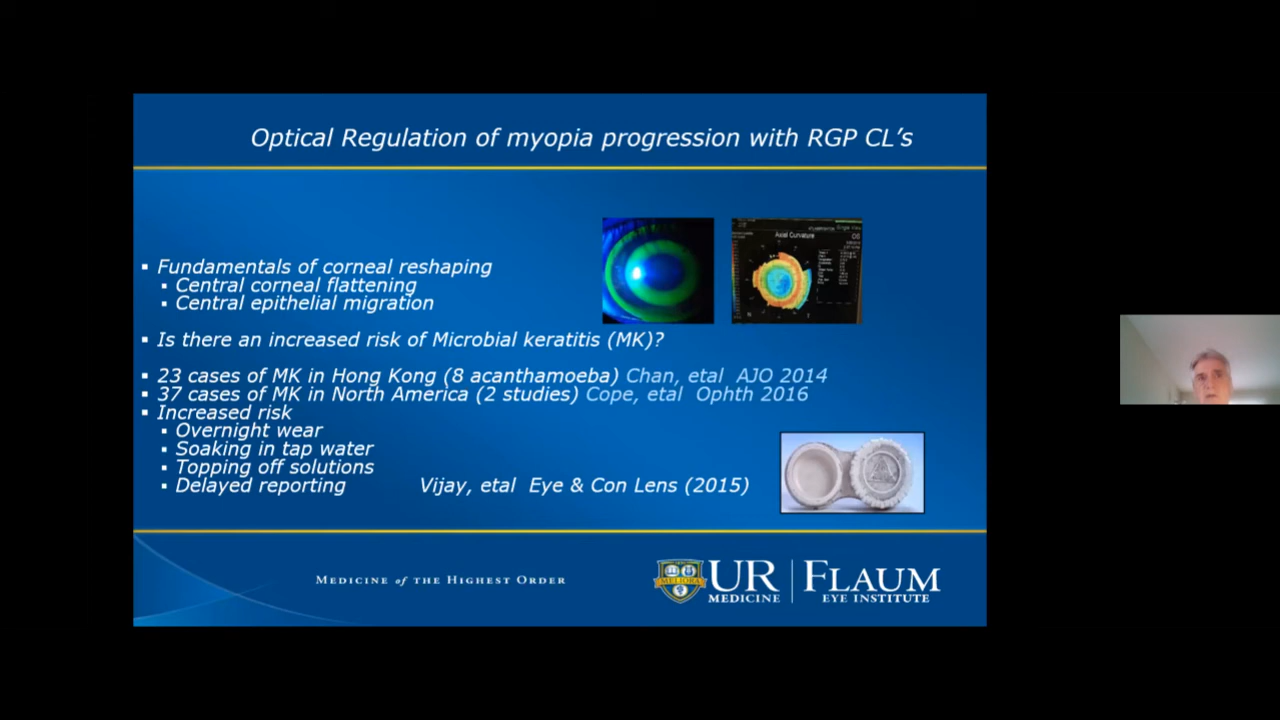 Optical Regulation of myopia progression with RGP CL's
Fundamentals of corneal reshaping
Central corneal flattening
Central epithelial migration
Axial Curvature
OS
Is there an increased risk of Microbial keratitis (MK)?
23 cases of MK in Hong Kong (8 acanthamoeba) Chan, etal AJO 2014
37 cases of MK in North America (2 studies) Cope, etal Ophth 2016
Increased risk
Overnight wear
Soaking in tap water
Topping off solutions
Delayed reporting Vijay, etal Eye & Con Lens (2015)
MEDICINE of THE HIGHEST ORDER
MELIORA
UR MEDICINE
FLAUM EYE INSTITUTE